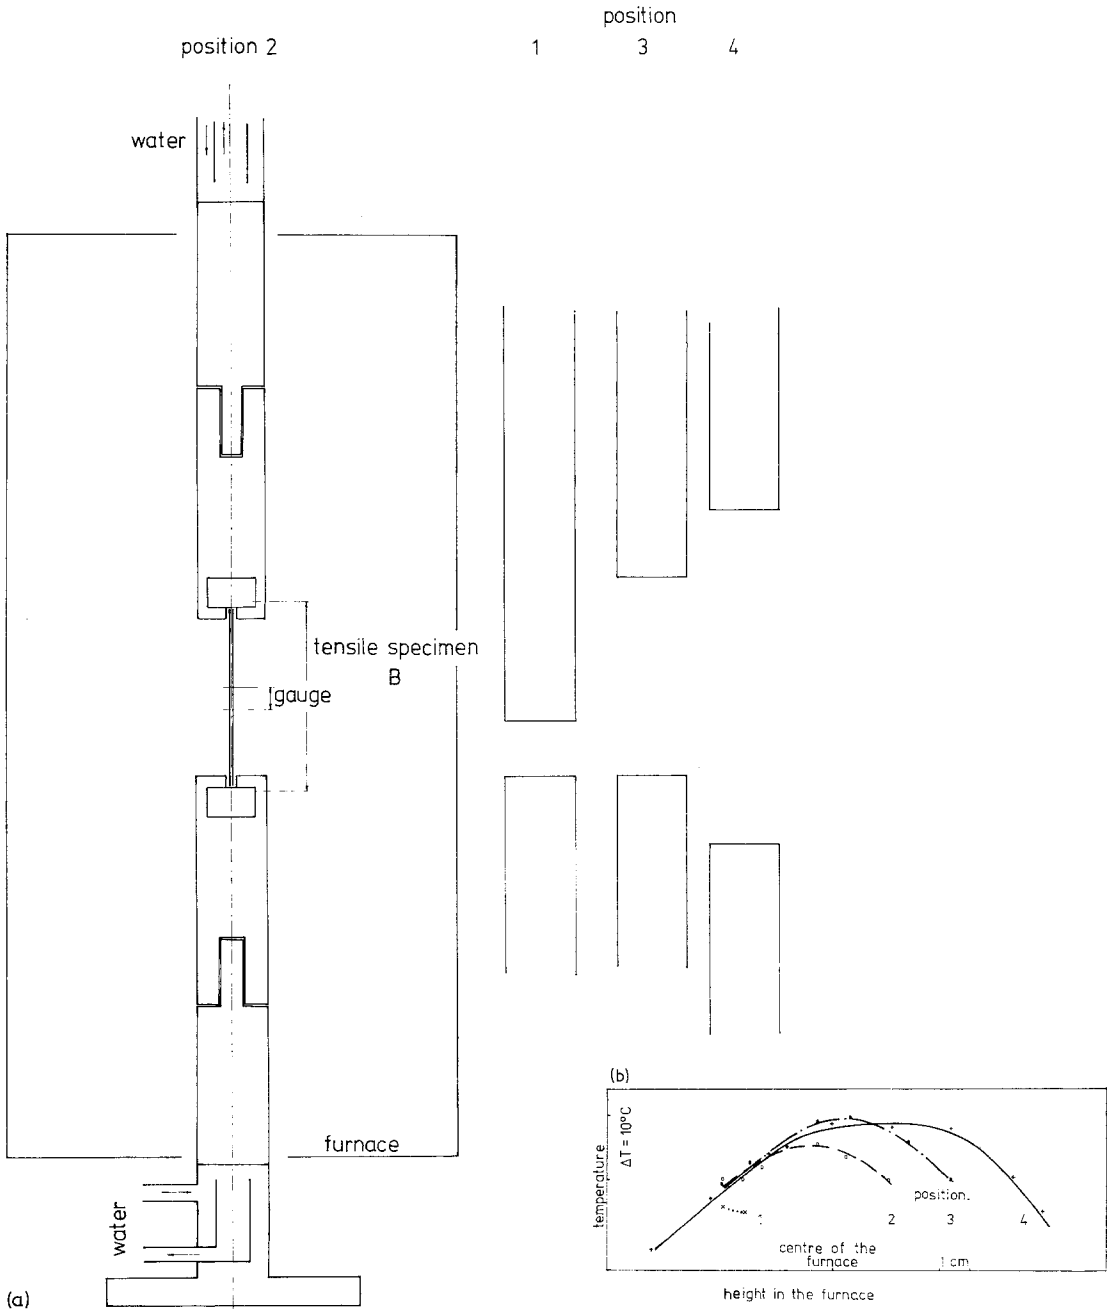 position
position 2
1 3 4
water
tensile specimen
B
gauge
furnace
water
(a)
(b)
temperature
ΔT = 10°C
position.
1 2 3 4
centre of the
furnace
1 cm
height in the furnace